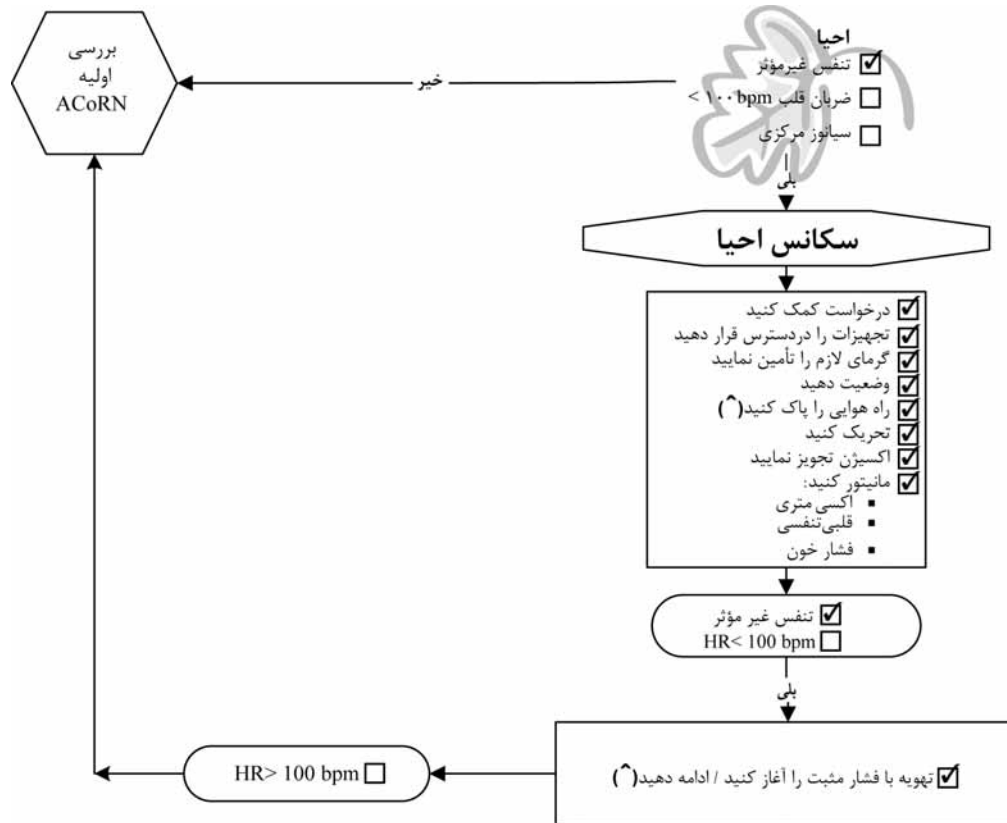 بررسی
اولیه
ACoRN
احیا
☑ تنفس غیرمؤثر
☐ ضربان قلب ۱۰۰ bpm >
☐ سیانوز مرکزی
خیر
بلی
سکانس احیا
☑ درخواست کمک کنید
☑ تجهیزات را دردسترس قرار دهید
☑ گرمای لازم را تأمین نمایید
☑ وضعیت دهید
☑ راه هوایی را پاک کنید(^)
☑ تحریک کنید
☑ اکسیژن تجویز نمایید
☑ مانیتور کنید:
▪ اکسی متری
▪ قلبی‌تنفسی
▪ فشار خون
☑ تنفس غیر مؤثر
HR< 100 bpm ☐
بلی
☑ تهویه با فشار مثبت را آغاز کنید / ادامه دهید(^)
HR> 100 bpm ☐